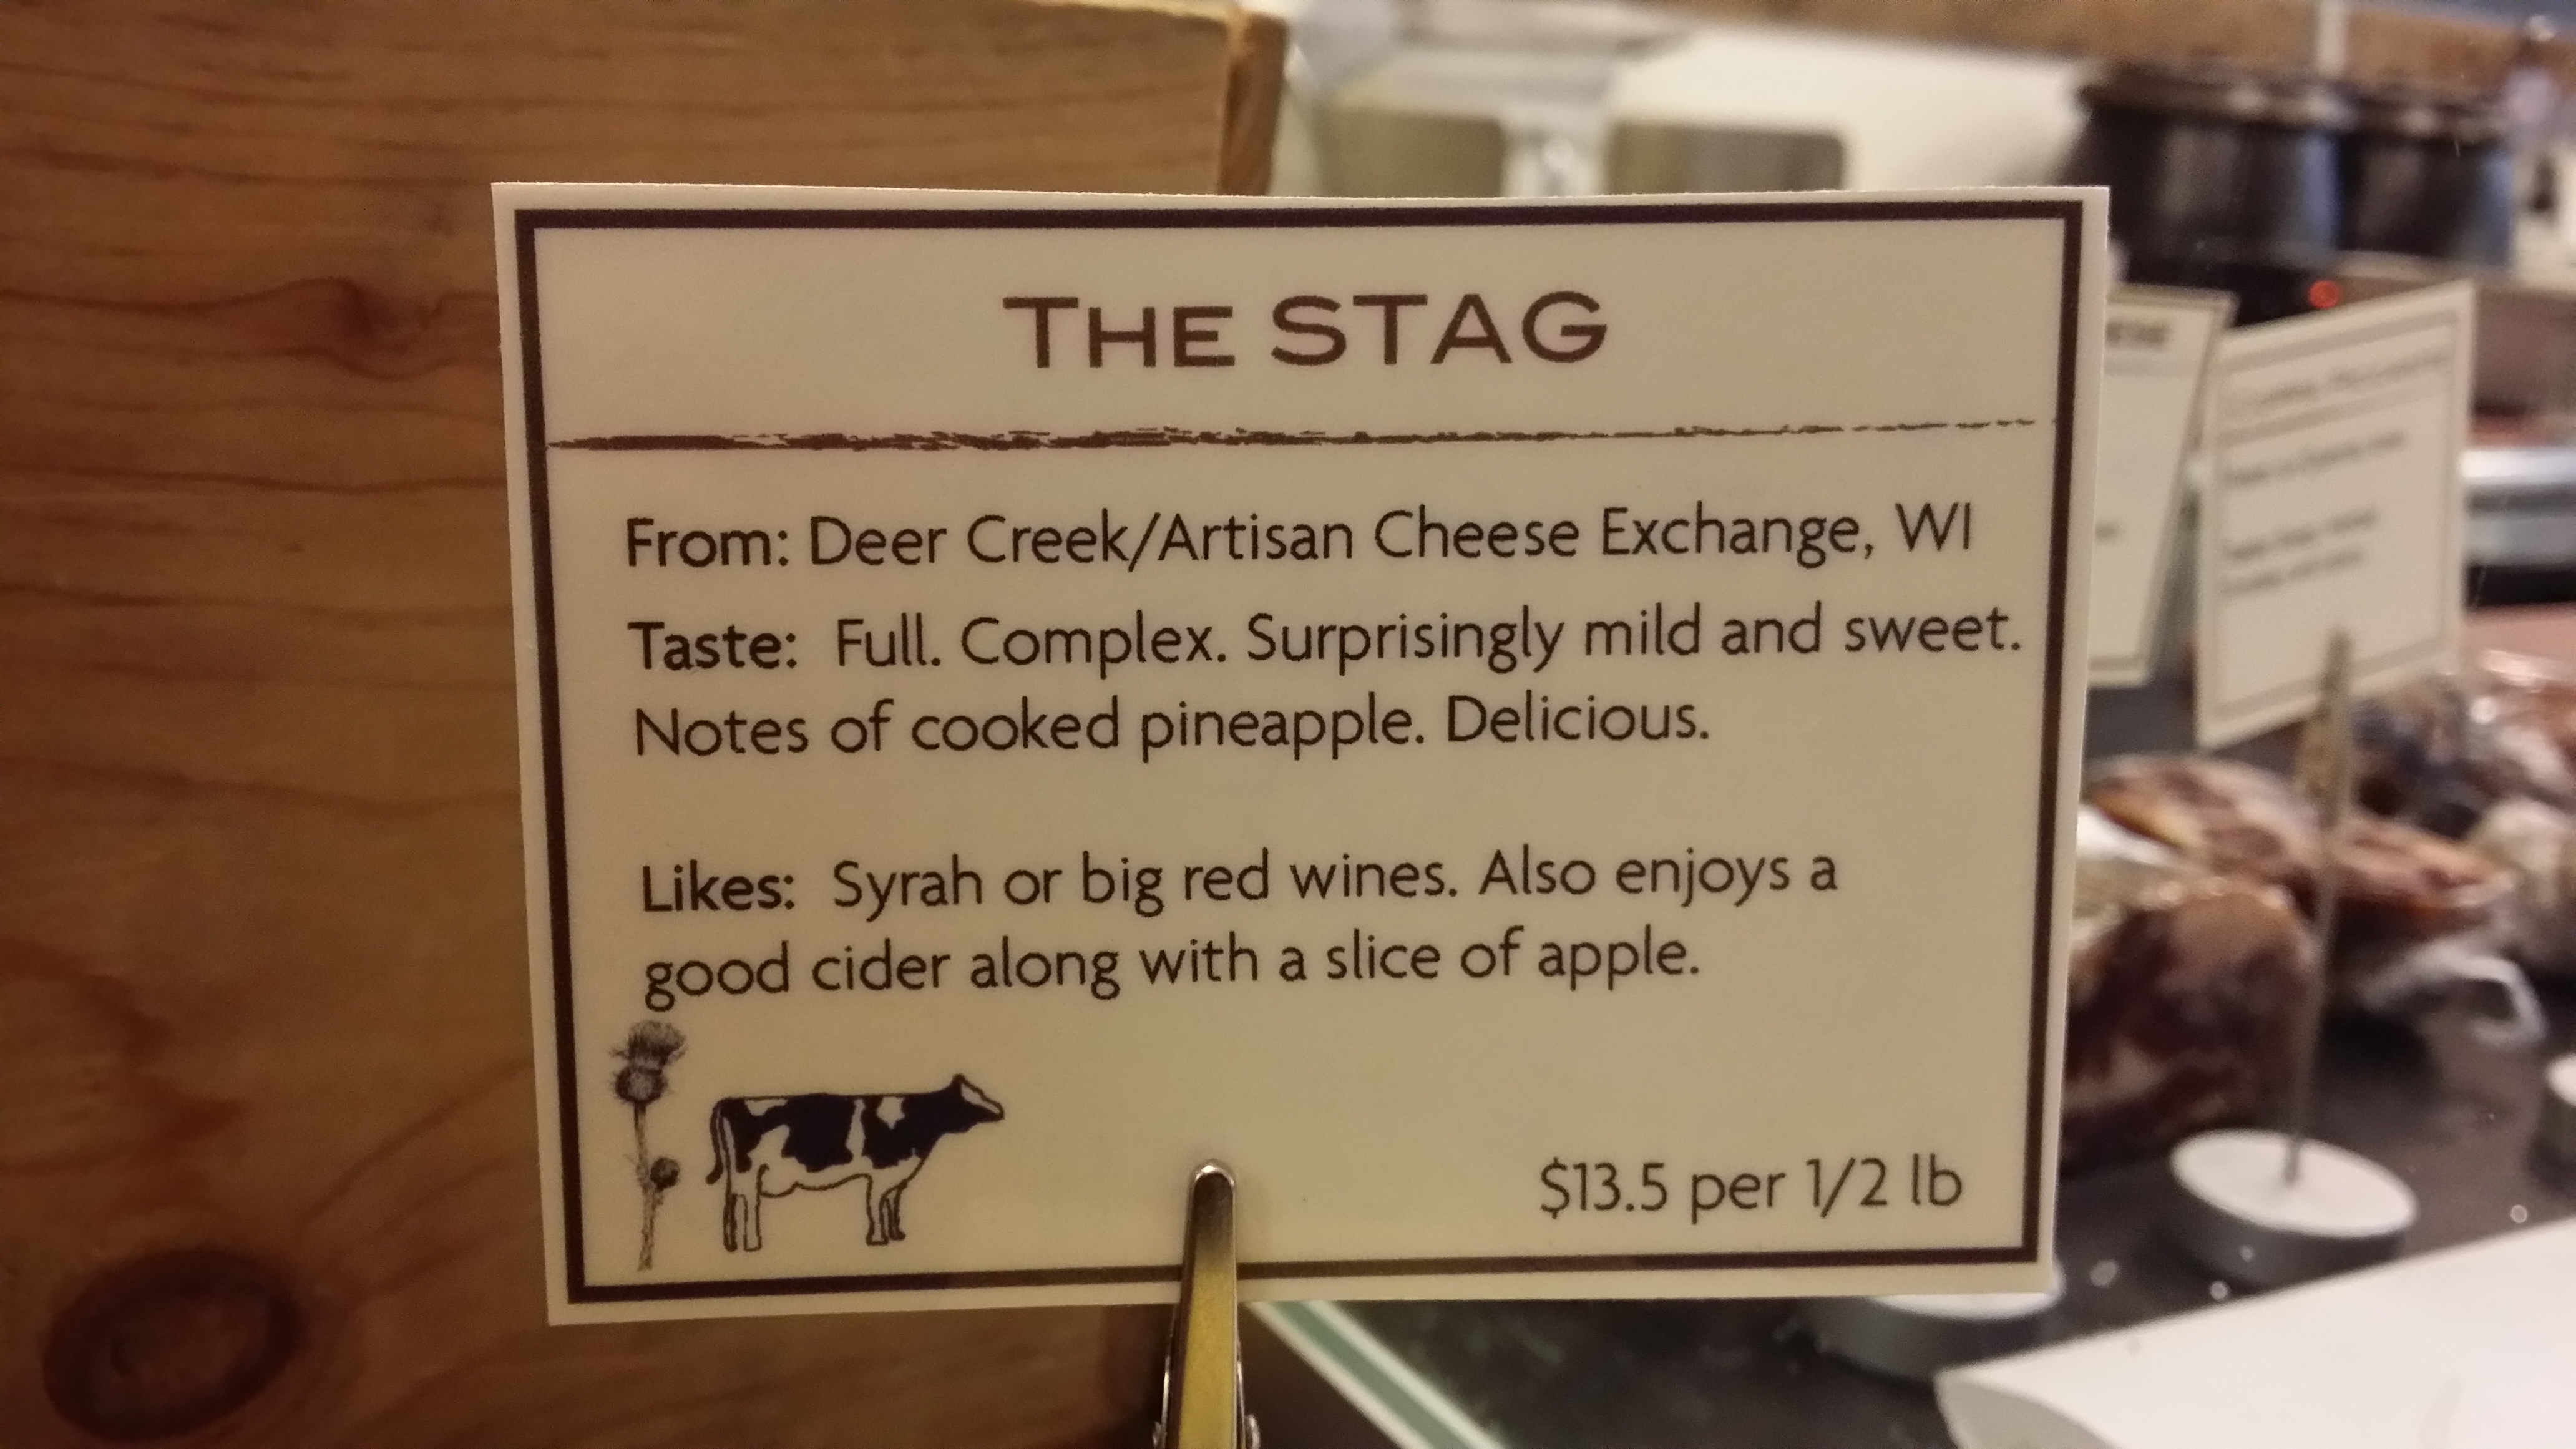 THE STAG
From: Deer Creek/Artisan Cheese Exchange, WI
Taste: Full. Complex. Surprisingly mild and sweet.
Notes of cooked pineapple. Delicious.
Likes: Syrah or big red wines. Also enjoys a
good cider along with a slice of apple.
$13.5 per 1/2 lb